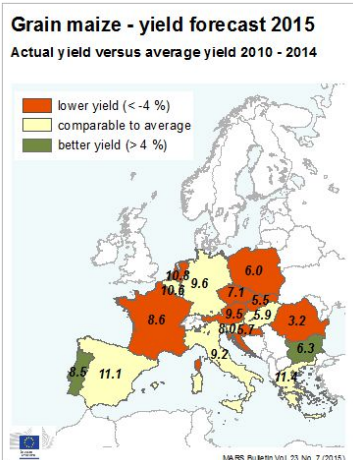 Grain maize - yield forecast 2015
Actual yield versus average yield 2010 - 2014
lower yield (< -4 %)
comparable to average
better yield (> 4 %)
10.8
9.6
6.0
10.6
7.1
5.5
8.6
9.5
5.9
3.2
8.0
5.7
9.2
6.3
8.5
11.1
11.4
MARS Bulletin Vol. 23 No. 7 (2015)